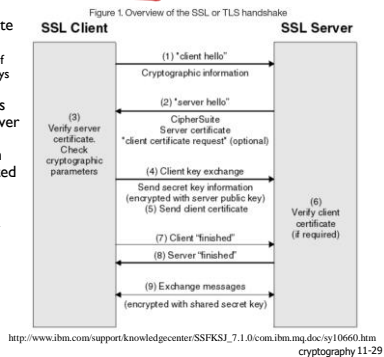 Figure 1. Overview of the SSL or TLS handshake
SSL Client
SSL Server
te
f
ys
s
ver
ed
(1) "client hello"
Cryptographic information
(2) "server hello"
CipherSuite
Server certificate
"client certificate request" (optional)
(3)
Verify server
certificate.
Check
cryptographic
parameters
(4) Client key exchange
Send secret key information
(encrypted with server public key)
(5) Send client certificate
(6)
Verify client
certificate
(if required)
(7) Client "finished"
(8) Server "finished"
(9) Exchange messages
(encrypted with shared secret key)
http://www.ibm.com/support/knowledgecenter/SSFKSJ_7.1.0/com.ibm.mq.doc/sy10660.htm
cryptography 11-29